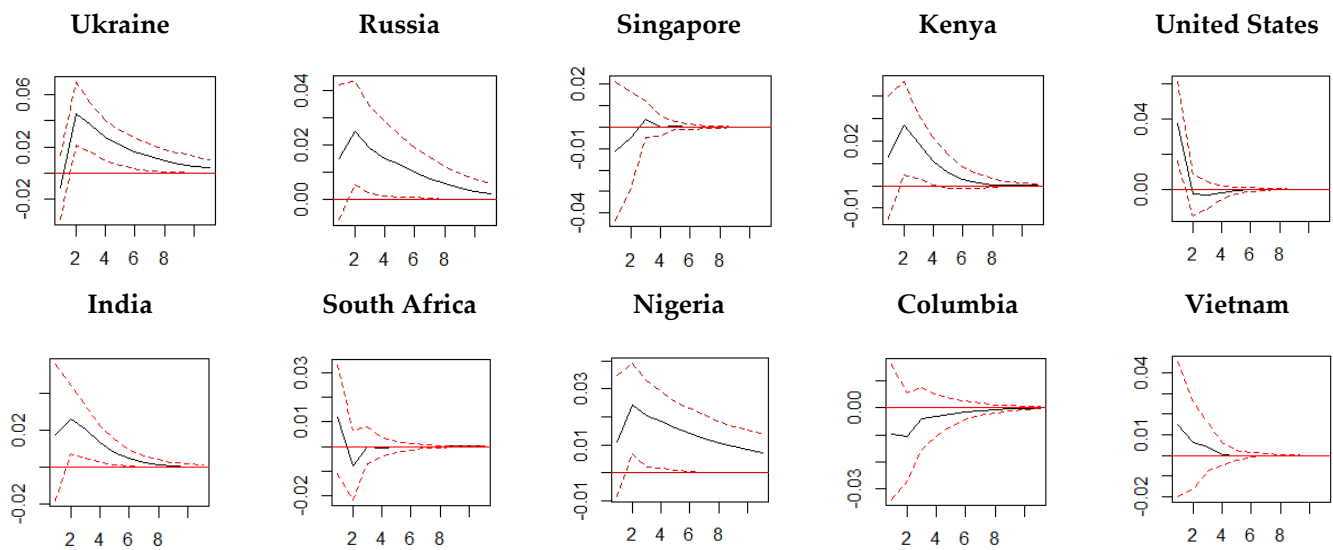 Ukraine Russia Singapore Kenya United States
0.06 0.02 -0.02
0.04 0.02 0.00
0.02 -0.01 -0.04
0.02 -0.01
0.04 0.00
2 4 6 8 2 4 6 8 2 4 6 8 2 4 6 8 2 4 6 8
India South Africa Nigeria Columbia Vietnam
0.02 -0.02
0.03 0.01 -0.02
0.03 0.01 -0.01
0.00 -0.03
0.04 0.00 -0.02
2 4 6 8 2 4 6 8 2 4 6 8 2 4 6 8 2 4 6 8